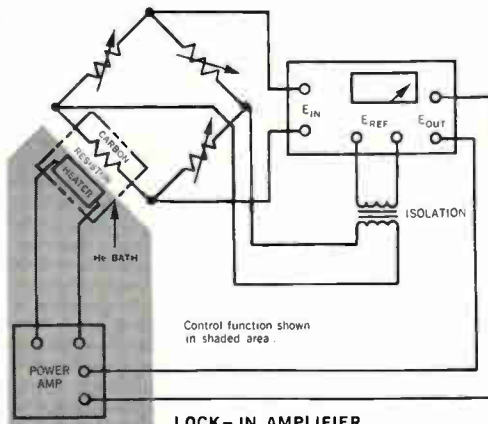 E IN
E REF
E OUT
CARBON
RESISTOR
HEATER
He BATH
ISOLATION
Control function shown
in shaded area.
POWER
AMP
LOCK-IN AMPLIFIER